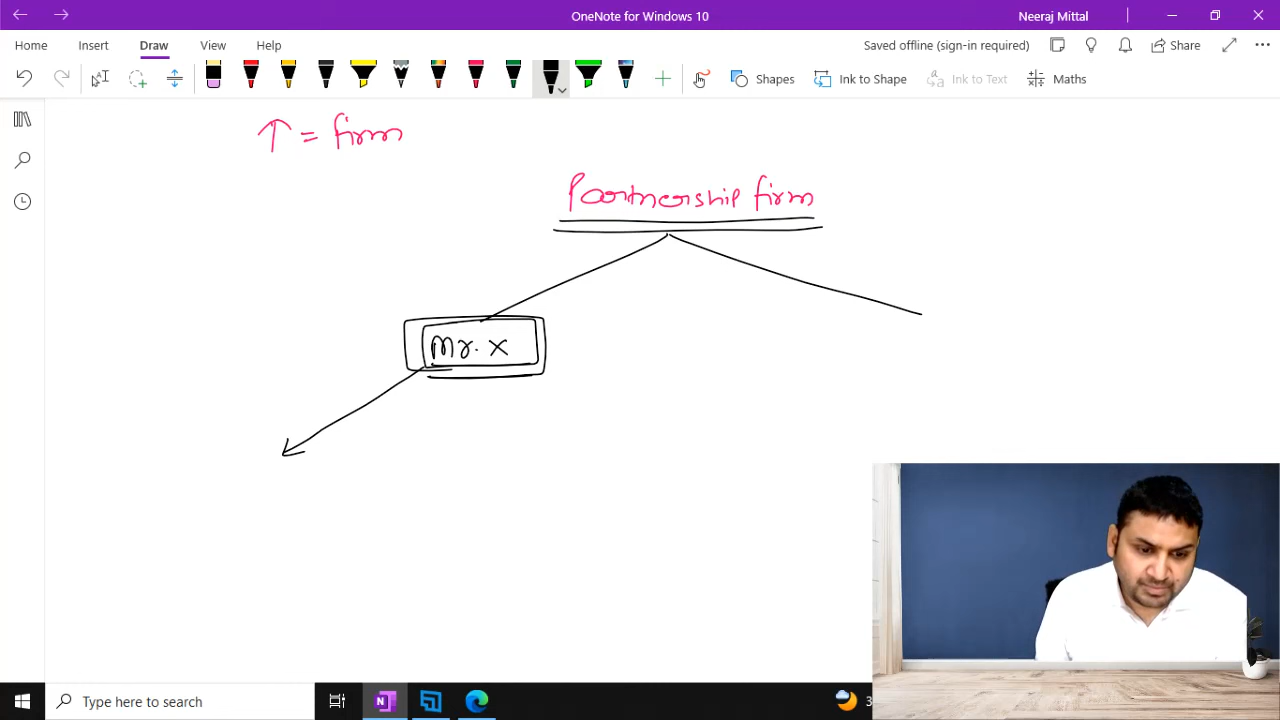 OneNote for Windows 10
Neeraj Mittal
Home Insert Draw View Help
Saved offline (sign-in required)
Share
Shapes
Ink to Shape
Ink to Text
Maths
↑ = firm
Partnership firm
Mr. X
Type here to search
3